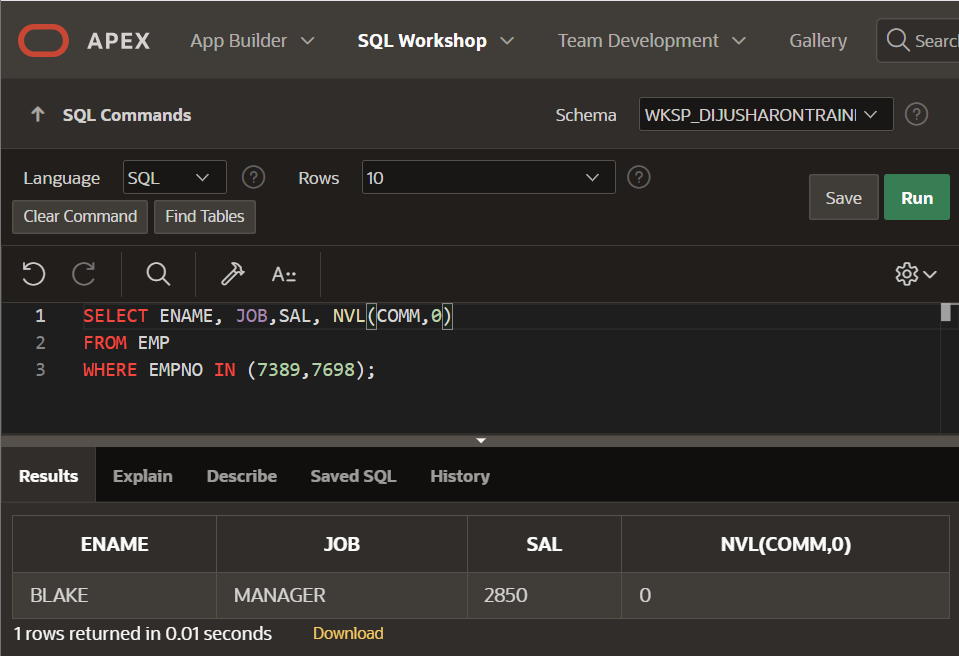 APEX App Builder SQL Workshop Team Development Gallery Searc
SQL Commands Schema WKSP_DIJUSHARONTRAINI ?
Language SQL ? Rows 10 ?
Clear Command Find Tables Save Run
A::
1 SELECT ENAME, JOB,SAL, NVL(COMM,0)
2 FROM EMP
3 WHERE EMPNO IN (7389,7698);
Results Explain Describe Saved SQL History
ENAME JOB SAL NVL(COMM,0)
BLAKE MANAGER 2850 0
1 rows returned in 0.01 seconds Download